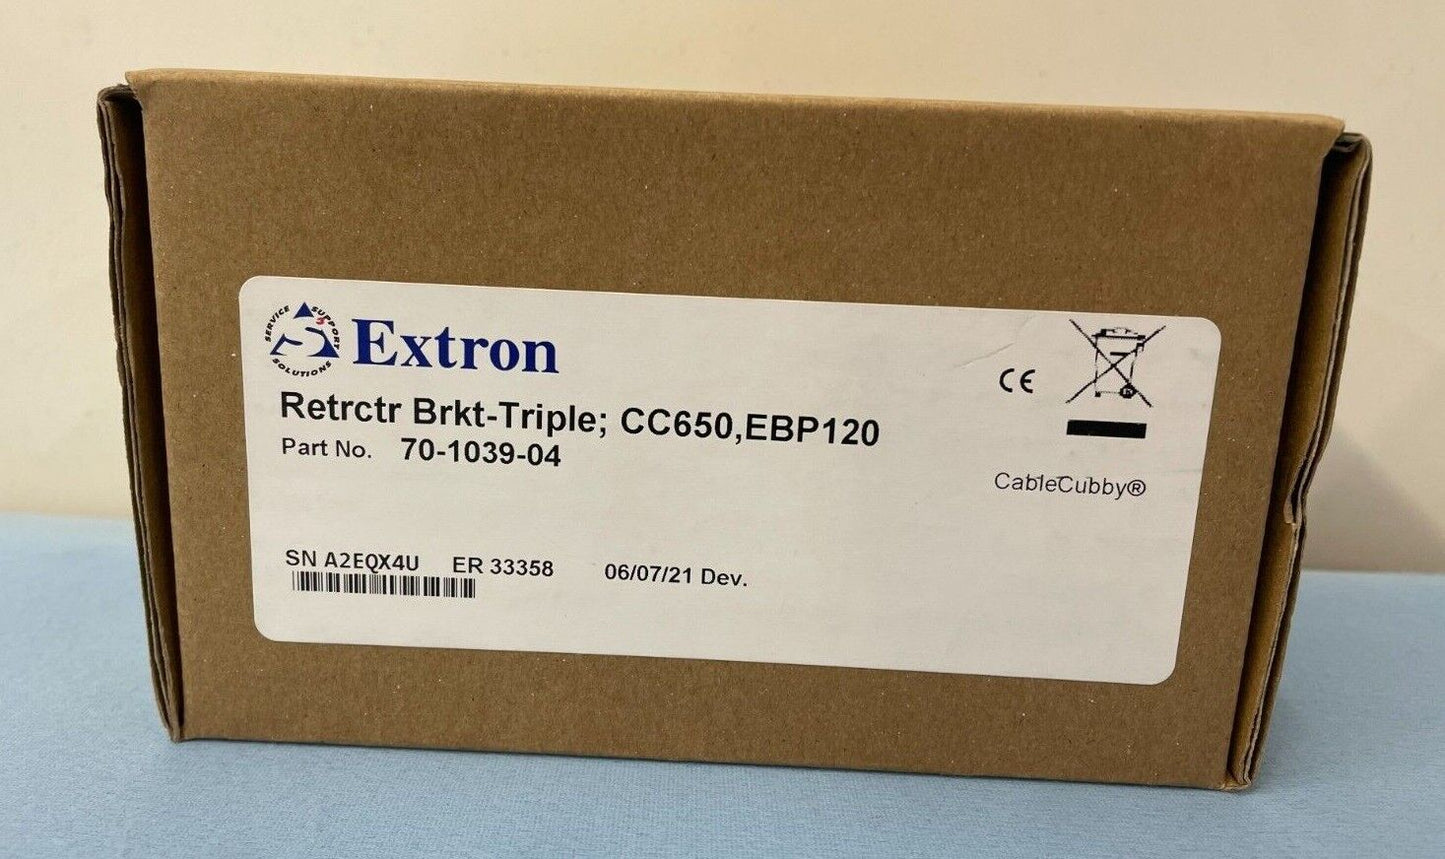 SERVICE SUPPORT SOLUTIONS
S3
Extron
Retrctr Brkt-Triple; CC650,EBP120
Part No. 70-1039-04
CE
CableCubby®
SN A2EQX4U ER 33358 06/07/21 Dev.